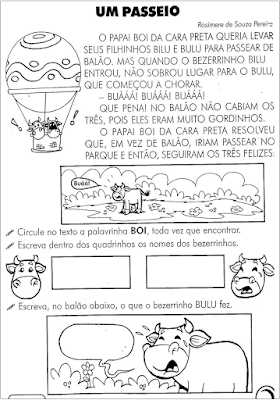 UM PASSEIO
Rosimere de Souza Pereira
O PAPAI BOI DA CARA PRETA QUERIA LEVAR
SEUS FILHINHOS BILU E BULU PARA PASSEAR DE
BALÃO. MAS QUANDO O BEZERRINHO BILU
ENTROU, NÃO SOBROU LUGAR PARA O BULU,
QUE COMEÇOU A CHORAR.
– BUÁÁÁ! BUÁÁÁ! BUÁÁÁ!
QUE PENA! NO BALÃO NÃO CABIAM OS
TRÊS, POIS ELES ERAM MUITO GORDINHOS.
O PAPAI BOI DA CARA PRETA RESOLVEU
QUE, EM VEZ DE BALÃO, IRIAM PASSEAR NO
PARQUE E ENTÃO, SEGUIRAM OS TRÊS FELIZES.
Buáá!
Circule no texto a palavrinha BOI, toda vez que encontrar.
Escreva dentro dos quadrinhos os nomes dos bezerrinhos.
Escreva, no balão abaixo, o que o bezerrinho BULU fez.